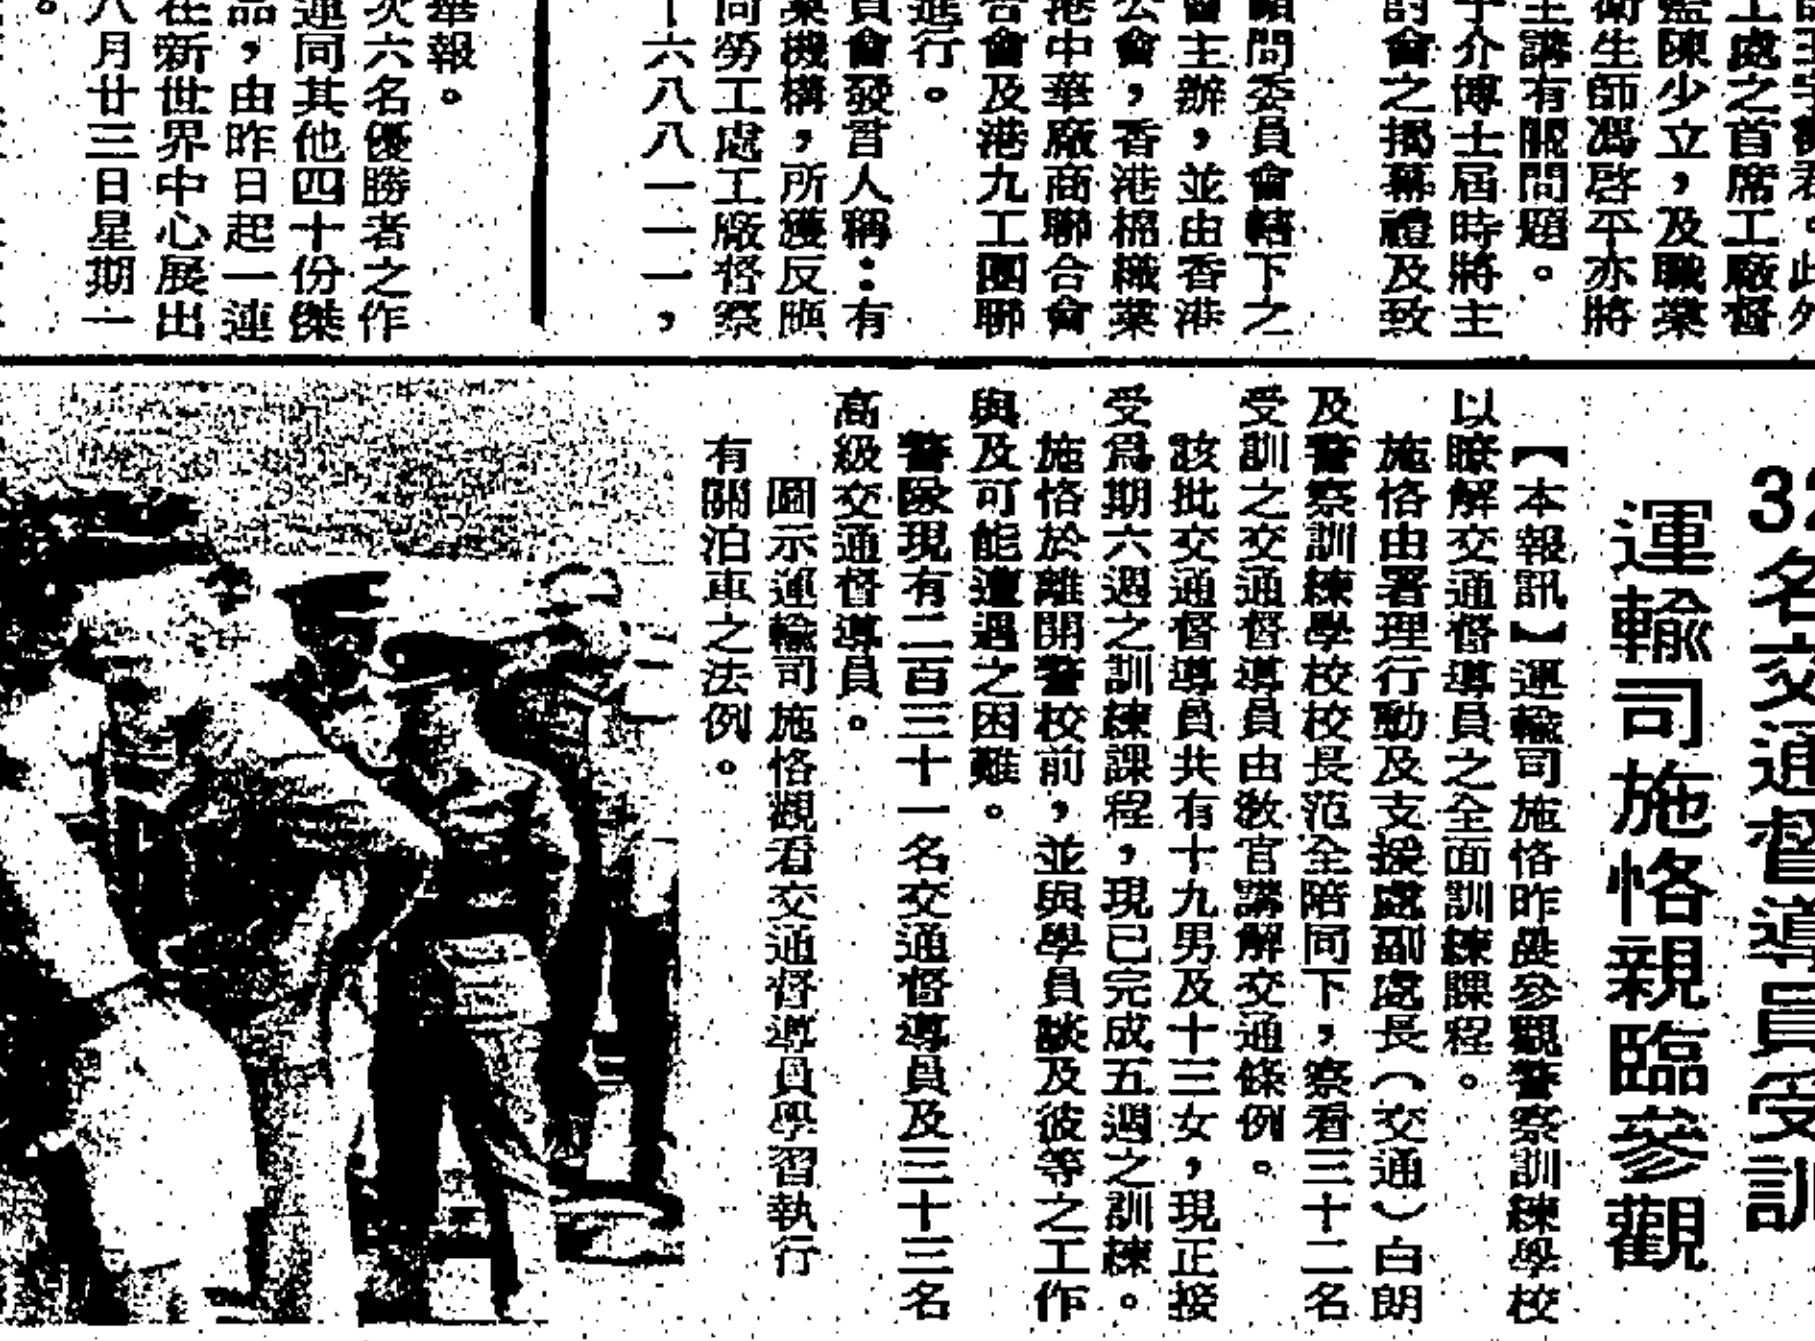 工處之首席工廠督
監陳少立，及職業
衛生師馮啓平亦將
主講有關問題。
于介博士屆時將主
討會之揭幕禮及致
顧問委員會轄下之
會主辦，並由香港
公會，香港棉織業
港中華廠商聯合會
合會及港九工團聯
進行。
員會發言人稱：有
業機構，所獲反應
同勞工處工廠督察
十六八八一一一，
舉報。
次六名優勝者之作
連同其他四十份傑
品，由昨日起一連
在新世界中心展出
八月廿三日星期一
32名交通督導員受訓
運輸司施恪親臨參觀
【本報訊】運輸司施恪昨晨參觀警察訓練學校
以瞭解交通督導員之全面訓練課程。
施恪由署理行動及支援處副處長（交通）白朗
及警察訓練學校校長范全陪同下，察看三十二名
受訓之交通督導員由教官講解交通條例。
該批交通督導員共有十九男及十三女，現正接
受爲期六週之訓練課程，現已完成五週之訓練。
施恪於離開警校前，並與學員談及彼等之工作
與及可能遭遇之困難。
警隊現有二百三十一名交通督導員及三十三名
高級交通督導員。
圖示運輸司施恪觀看交通督導員學習執行
有關泊車之法例。